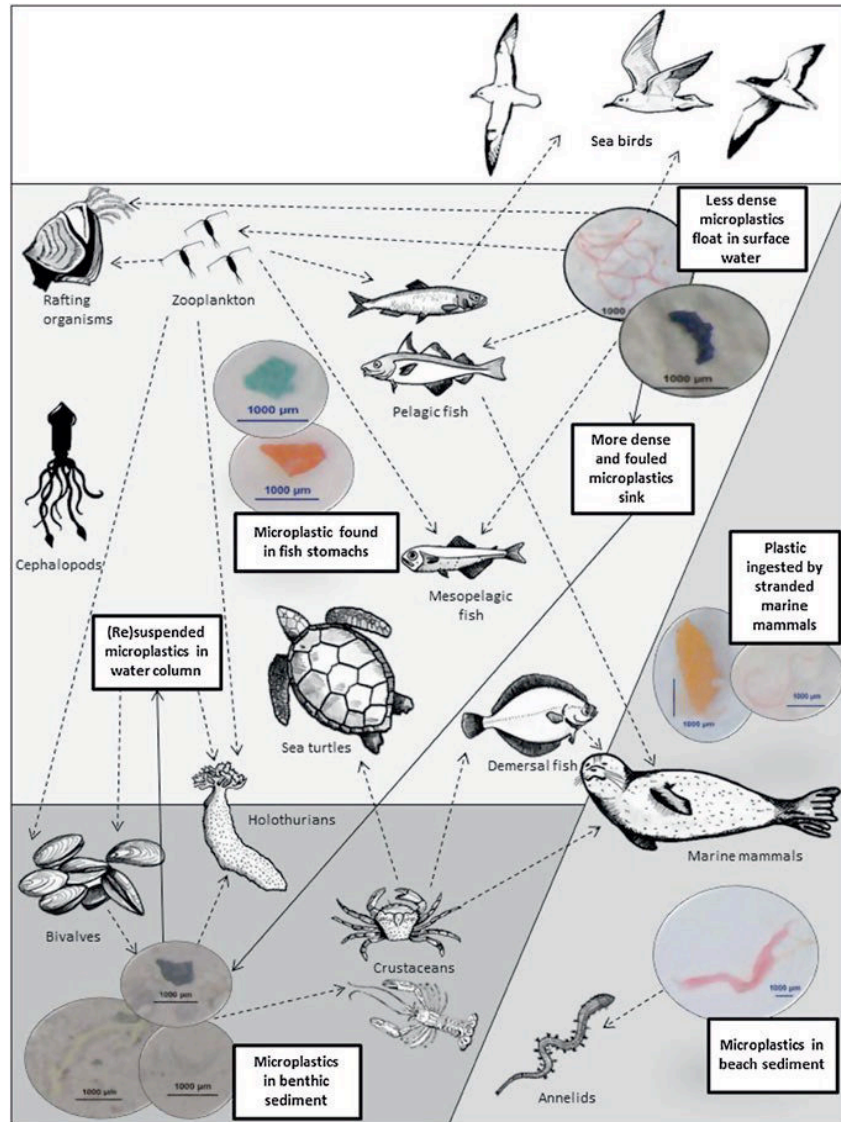 Sea birds
Less dense
microplastics
float in surface
water
Rafting
organisms
Zooplankton
1000
1000 µm
Pelagic fish
1000 µm
1000 µm
More dense
and fouled
microplastics
sink
Microplastic found
in fish stomachs
Cephalopods
Mesopelagic
fish
Plastic
ingested by
stranded
marine
mammals
(Re)suspended
microplastics in
water column
1000 µm
1000 µm
Sea turtles
Demersal fish
Holothurians
Marine mammals
Bivalves
Crustaceans
1000 µm
1000 µm
1000 µm
1000 µm
Microplastics
in benthic
sediment
Microplastics in
beach sediment
Annelids